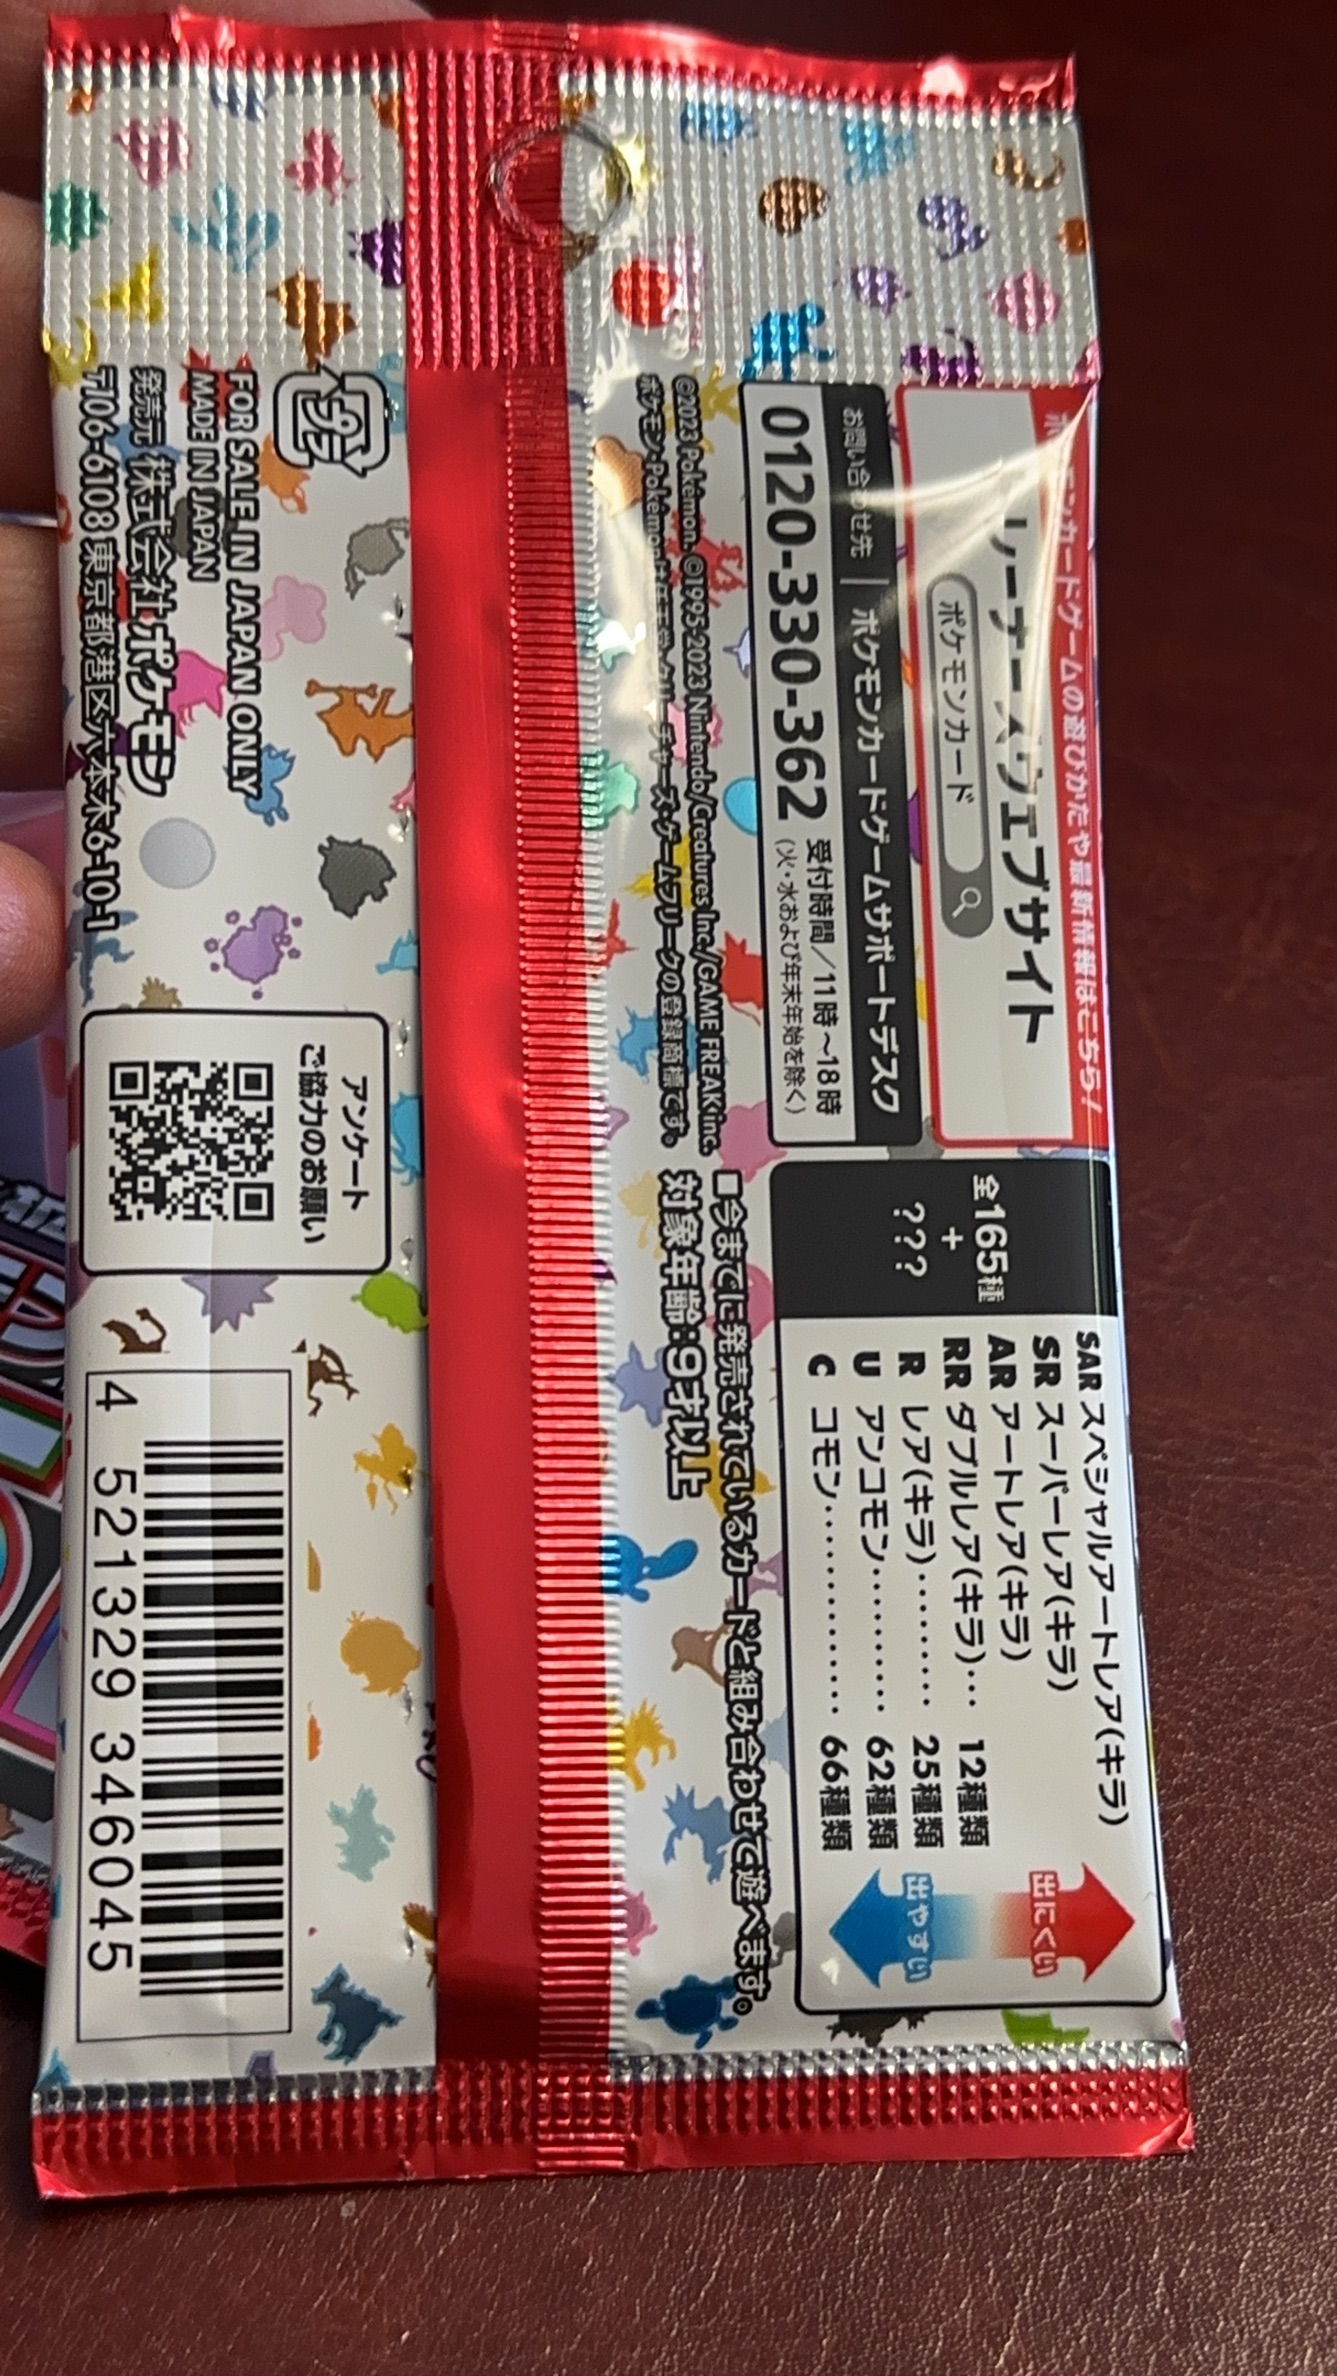 ポケモンカードゲームの遊びかたや最新情報はこちら!
トレーナーズウェブサイト
ポケモンカード
お問い合わせ先 | ポケモンカードゲームサポートデスク
0120-330-362
受付時間/11時~18時
(火・水および年末年始を除く)
©2023 Pokémon. ©1995-2023 Nintendo/Creatures Inc./GAME FREAK inc.
ポケモン・Pokémonは任天堂・クリーチャーズ・ゲームフリークの登録商標です。
全165種
+
???
SAR スペシャルアートレア(キラ)
SR スーパーレア(キラ)
AR アートレア(キラ)
RR ダブルレア(キラ)‥ 12種類
R レア(キラ)‥‥‥‥ 25種類
U アンコモン‥‥‥‥‥ 62種類
C コモン‥‥‥‥‥‥‥ 66種類
出にくい
出やすい
■今までに発売されているカードと組み合わせて遊べます。
対象年齢:9才以上
プラ
FOR SALE IN JAPAN ONLY
MADE IN JAPAN
発売元 株式会社ポケモン
〒106-6108 東京都港区六本木6-10-1
アンケート
ご協力のお願い
4 521329 346045